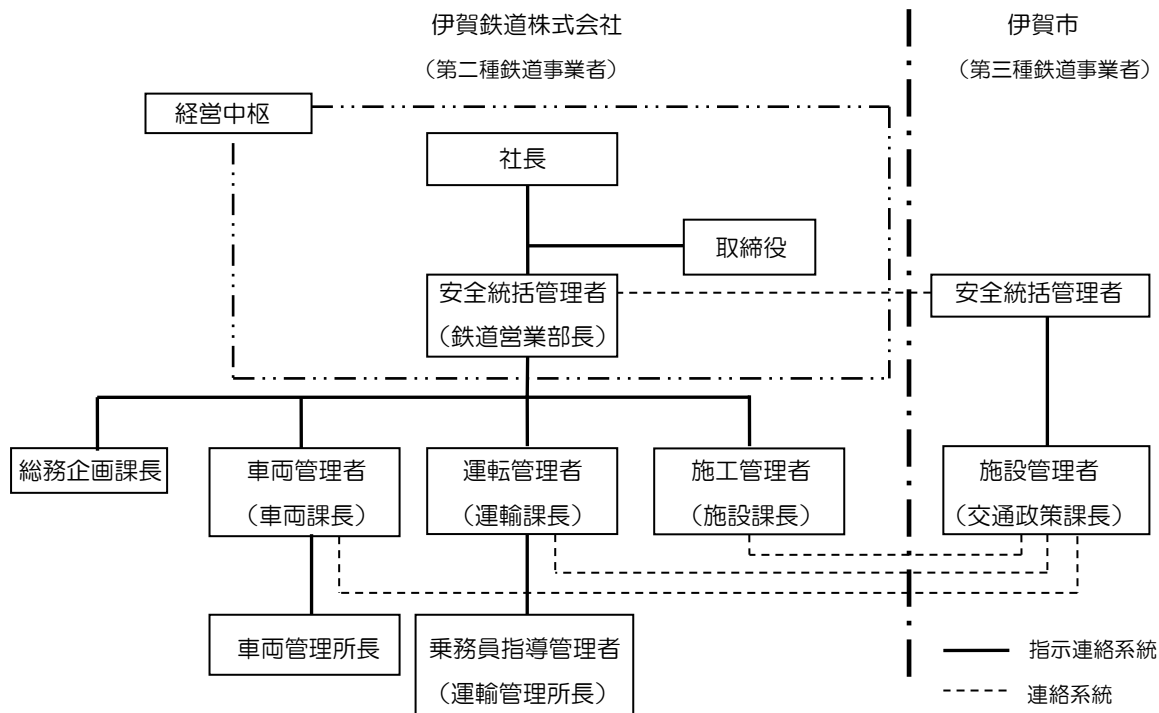 伊賀鉄道株式会社
（第二種鉄道事業者）
伊賀市
（第三種鉄道事業者）
経営中枢
社長
取締役
安全統括管理者
（鉄道営業部長）
安全統括管理者
総務企画課長
車両管理者
（車両課長）
運転管理者
（運輸課長）
施工管理者
（施設課長）
施設管理者
（交通政策課長）
車両管理所長
乗務員指導管理者
（運輸管理所長）
指示連絡系統
連絡系統